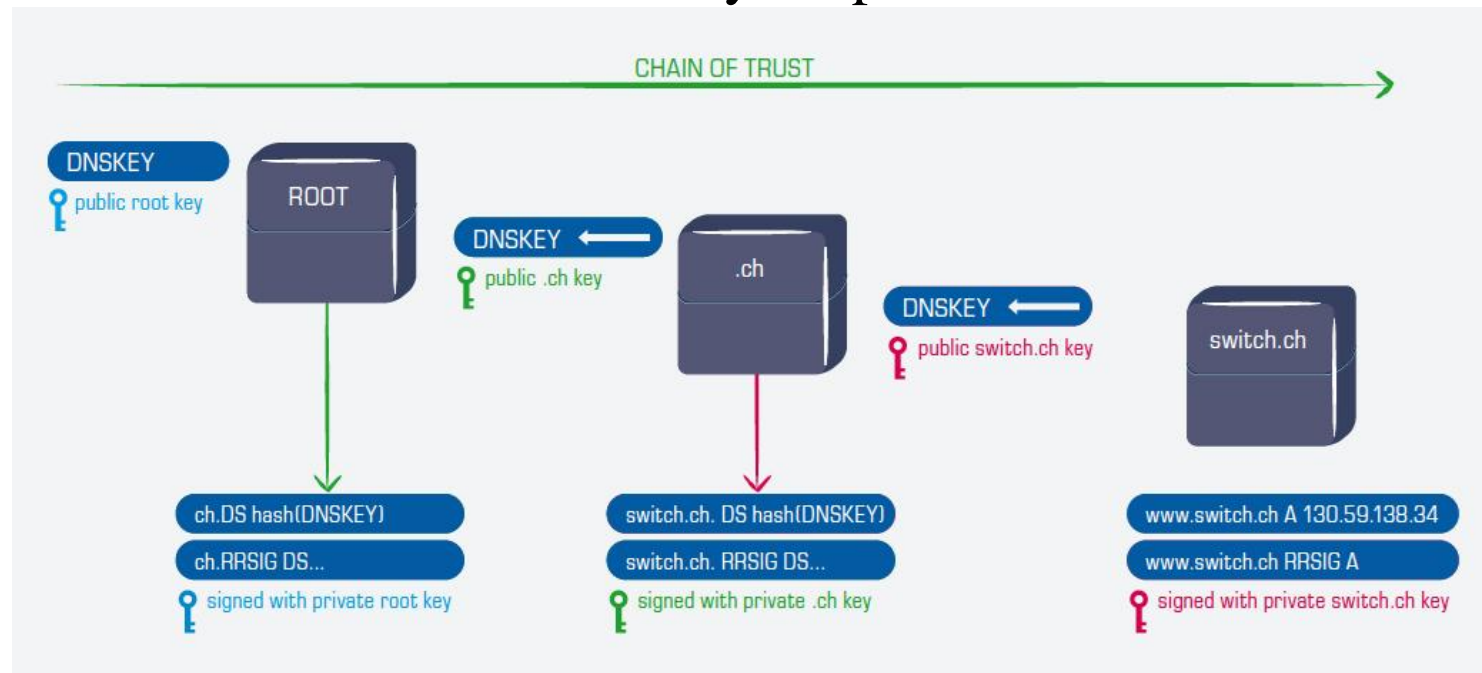 CHAIN OF TRUST
DNSKEY
public root key
ROOT
DNSKEY
public .ch key
.ch
DNSKEY
public switch.ch key
switch.ch
ch.DS hash(DNSKEY)
ch.RRSIG DS...
signed with private root key
switch.ch. DS hash(DNSKEY)
switch.ch. RRSIG DS...
signed with private .ch key
www.switch.ch A 130.59.138.34
www.switch.ch RRSIG A
signed with private switch.ch key